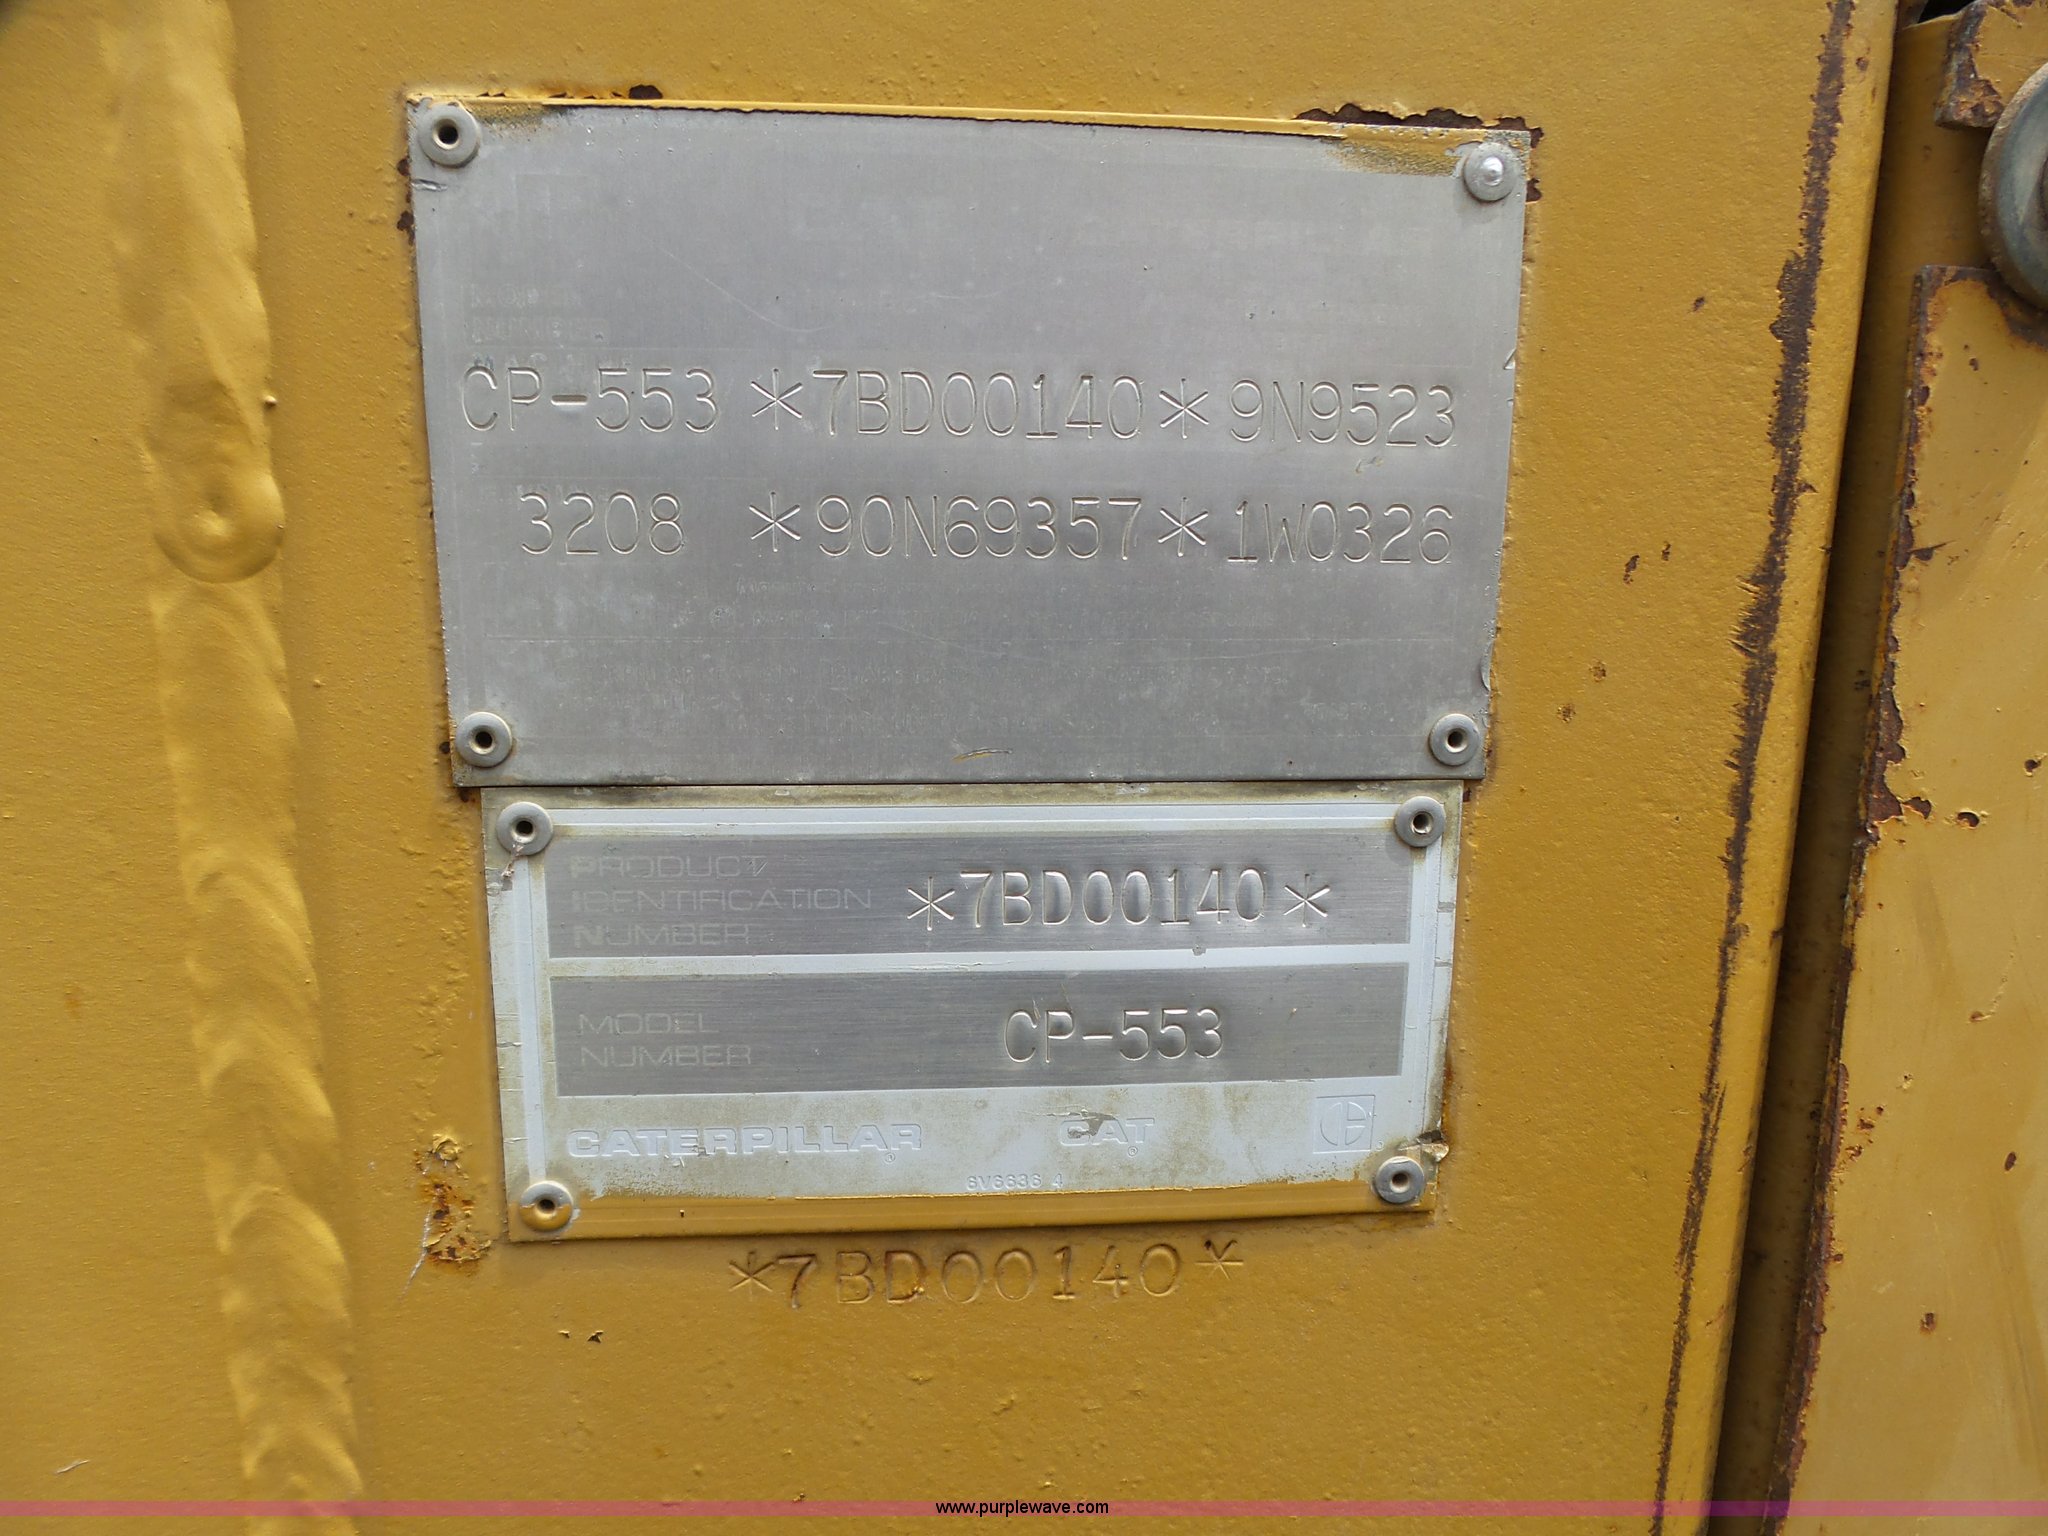 CP-553 *7BD00140* 9N9523
3208 *90N69357* 1W0326
PRODUCT
IDENTIFICATION
NUMBER
*7BD00140*
MODEL
NUMBER
CP-553
CATERPILLAR® CAT®
6V6636 4
*7BD00140*
www.purplewave.com